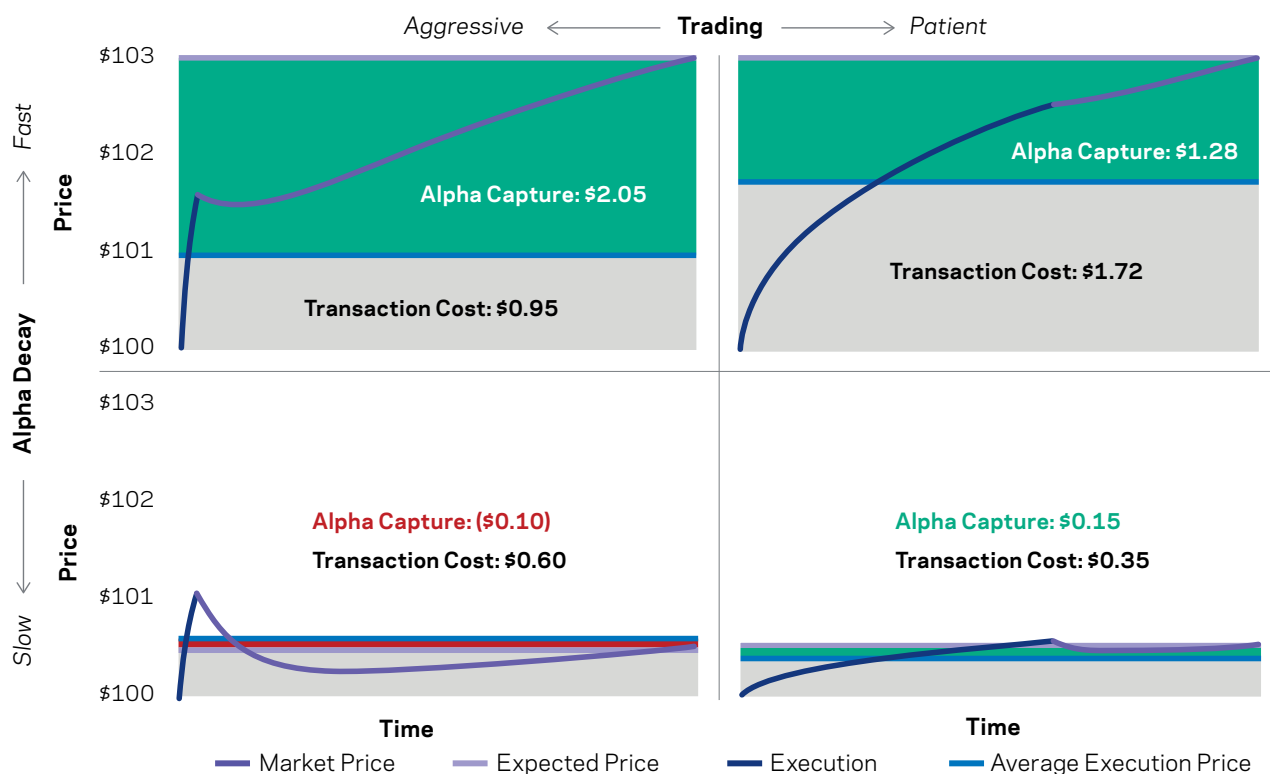 Aggressive Trading Patient
Alpha Decay
Fast
Slow
Price
$103
$102
$101
$100
Alpha Capture: $2.05
Transaction Cost: $0.95
Alpha Capture: $1.28
Transaction Cost: $1.72
Price
$103
$102
$101
$100
Alpha Capture: ($0.10)
Transaction Cost: $0.60
Alpha Capture: $0.15
Transaction Cost: $0.35
Time
Time
Market Price
Expected Price
Execution
Average Execution Price